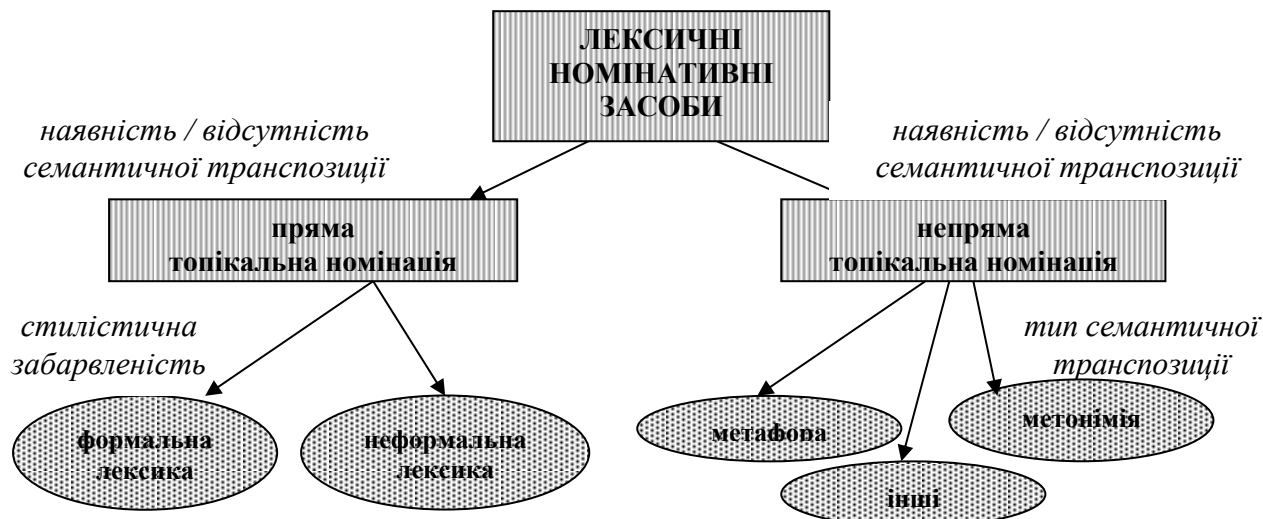 ЛЕКСИЧНІ
НОМІНАТИВНІ
ЗАСОБИ
наявність / відсутність
семантичної транспозиції
наявність / відсутність
семантичної транспозиції
пряма
топікальна номінація
непряма
топікальна номінація
стилістична
забарвленість
тип семантичної
транспозиції
формальна
лексика
неформальна
лексика
метафора
метонімія
інші